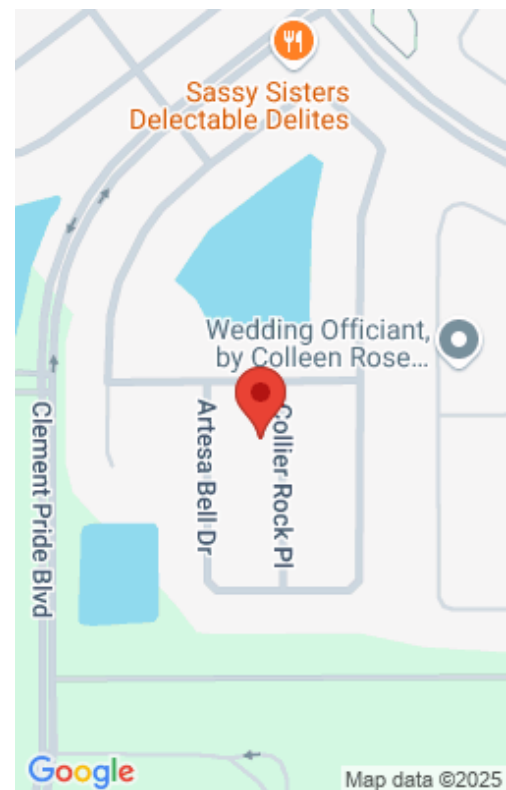 Sassy Sisters
Delectable Delites
Wedding Officiant,
by Colleen Rose...
Clement Pride Blvd
Artesa Bell Dr
Collier Rock Pl
Google
Map data ©2025